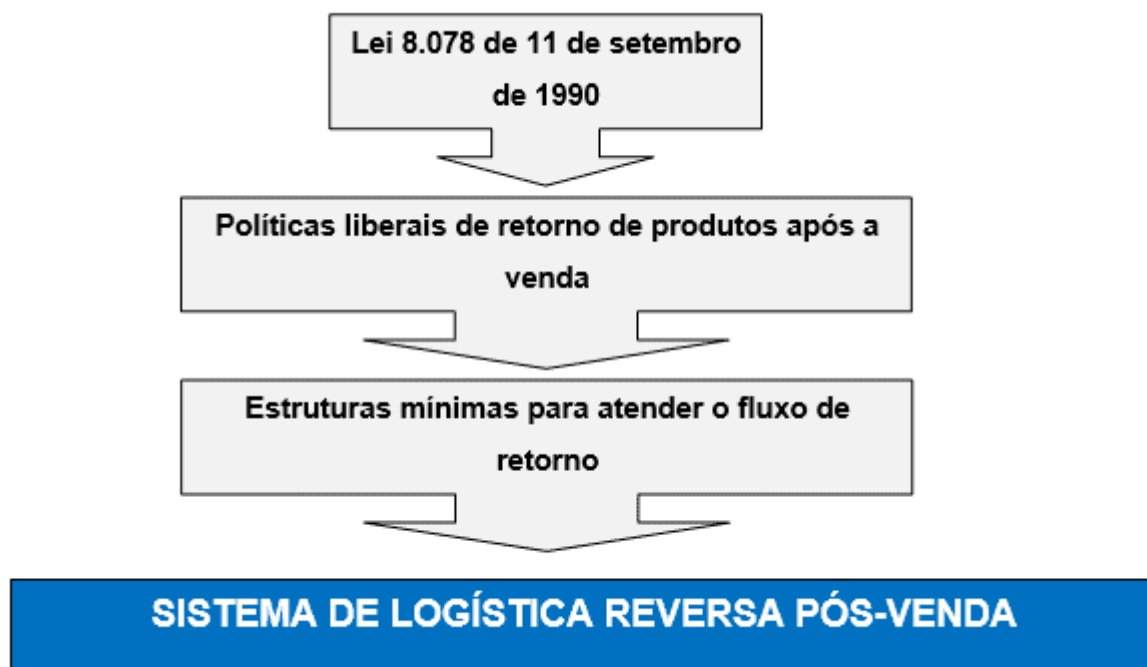 Lei 8.078 de 11 de setembro
de 1990
Políticas liberais de retorno de produtos após a
venda
Estruturas mínimas para atender o fluxo de
retorno
SISTEMA DE LOGÍSTICA REVERSA PÓS-VENDA